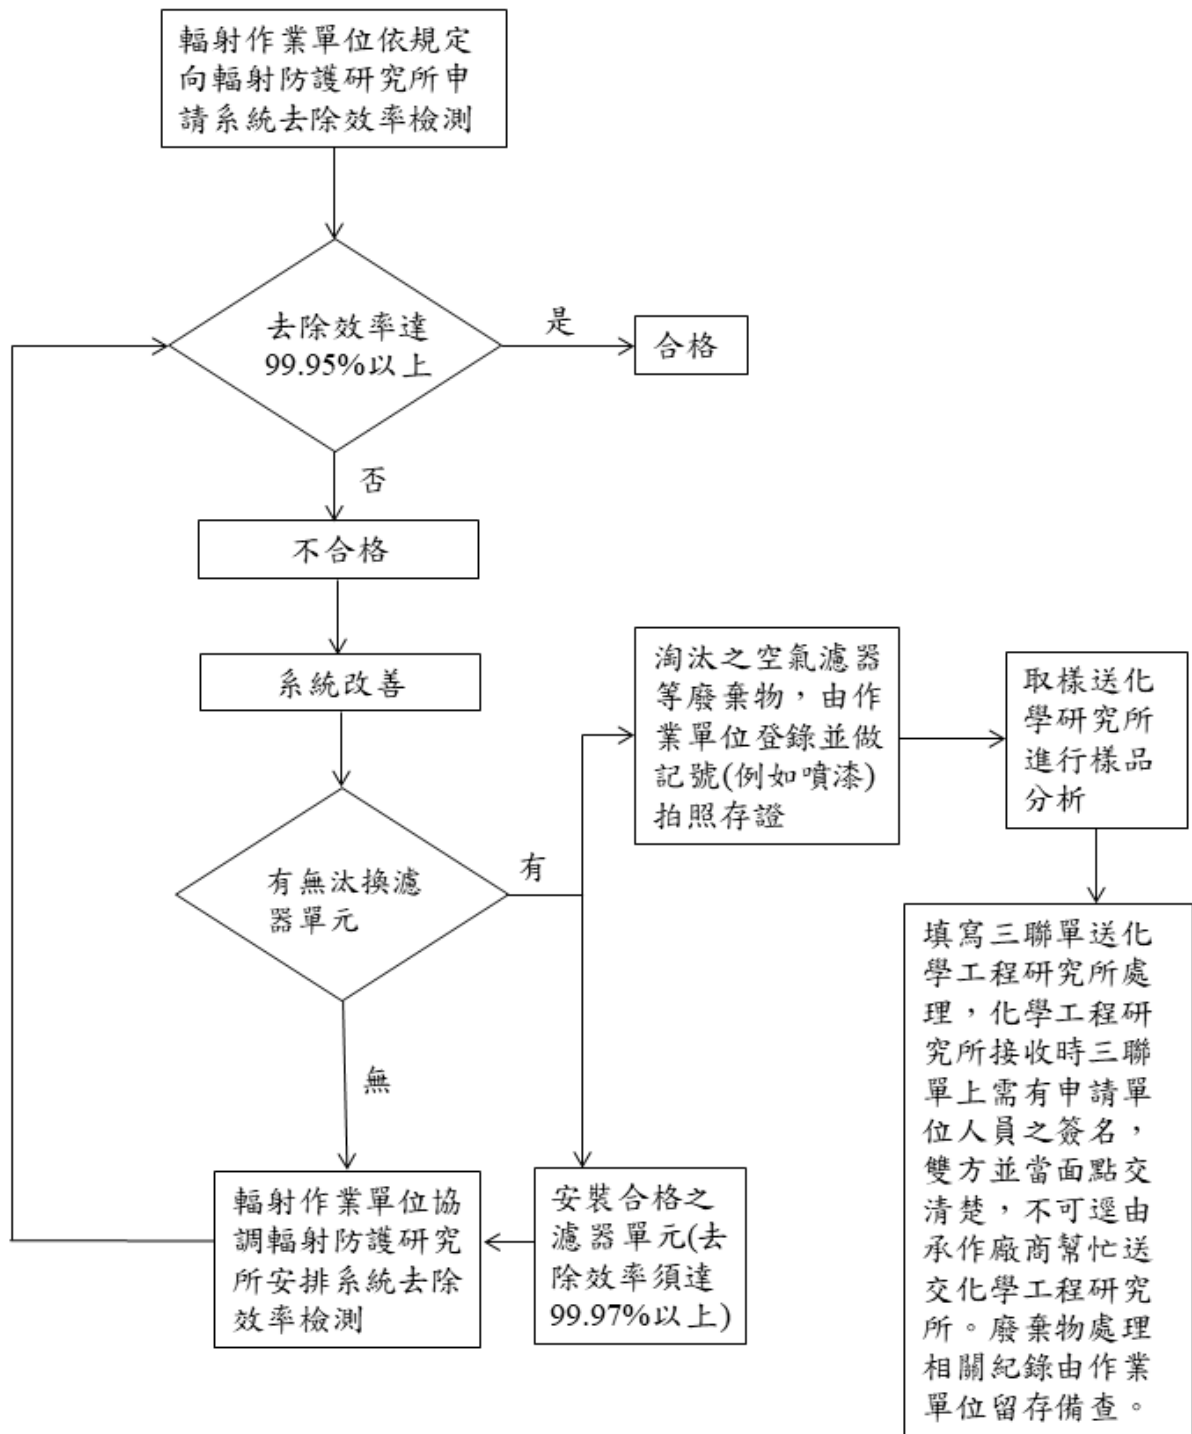 輻射作業單位依規定
向輻射防護研究所申
請系統去除效率檢測
去除效率達
99.95%以上
是
合格
否
不合格
系統改善
有無汰換濾
器單元
有
無
淘汰之空氣濾器
等廢棄物，由作
業單位登錄並做
記號(例如噴漆)
拍照存證
取樣送化
學研究所
進行樣品
分析
填寫三聯單送化
學工程研究所處
理，化學工程研
究所接收時三聯
單上需有申請單
位人員之簽名，
雙方並當面點交
清楚，不可逕由
承作廠商幫忙送
交化學工程研究
所。廢棄物處理
相關紀錄由作業
單位留存備查。
安裝合格之
濾器單元(去
除效率須達
99.97%以上)
輻射作業單位協
調輻射防護研究
所安排系統去除
效率檢測